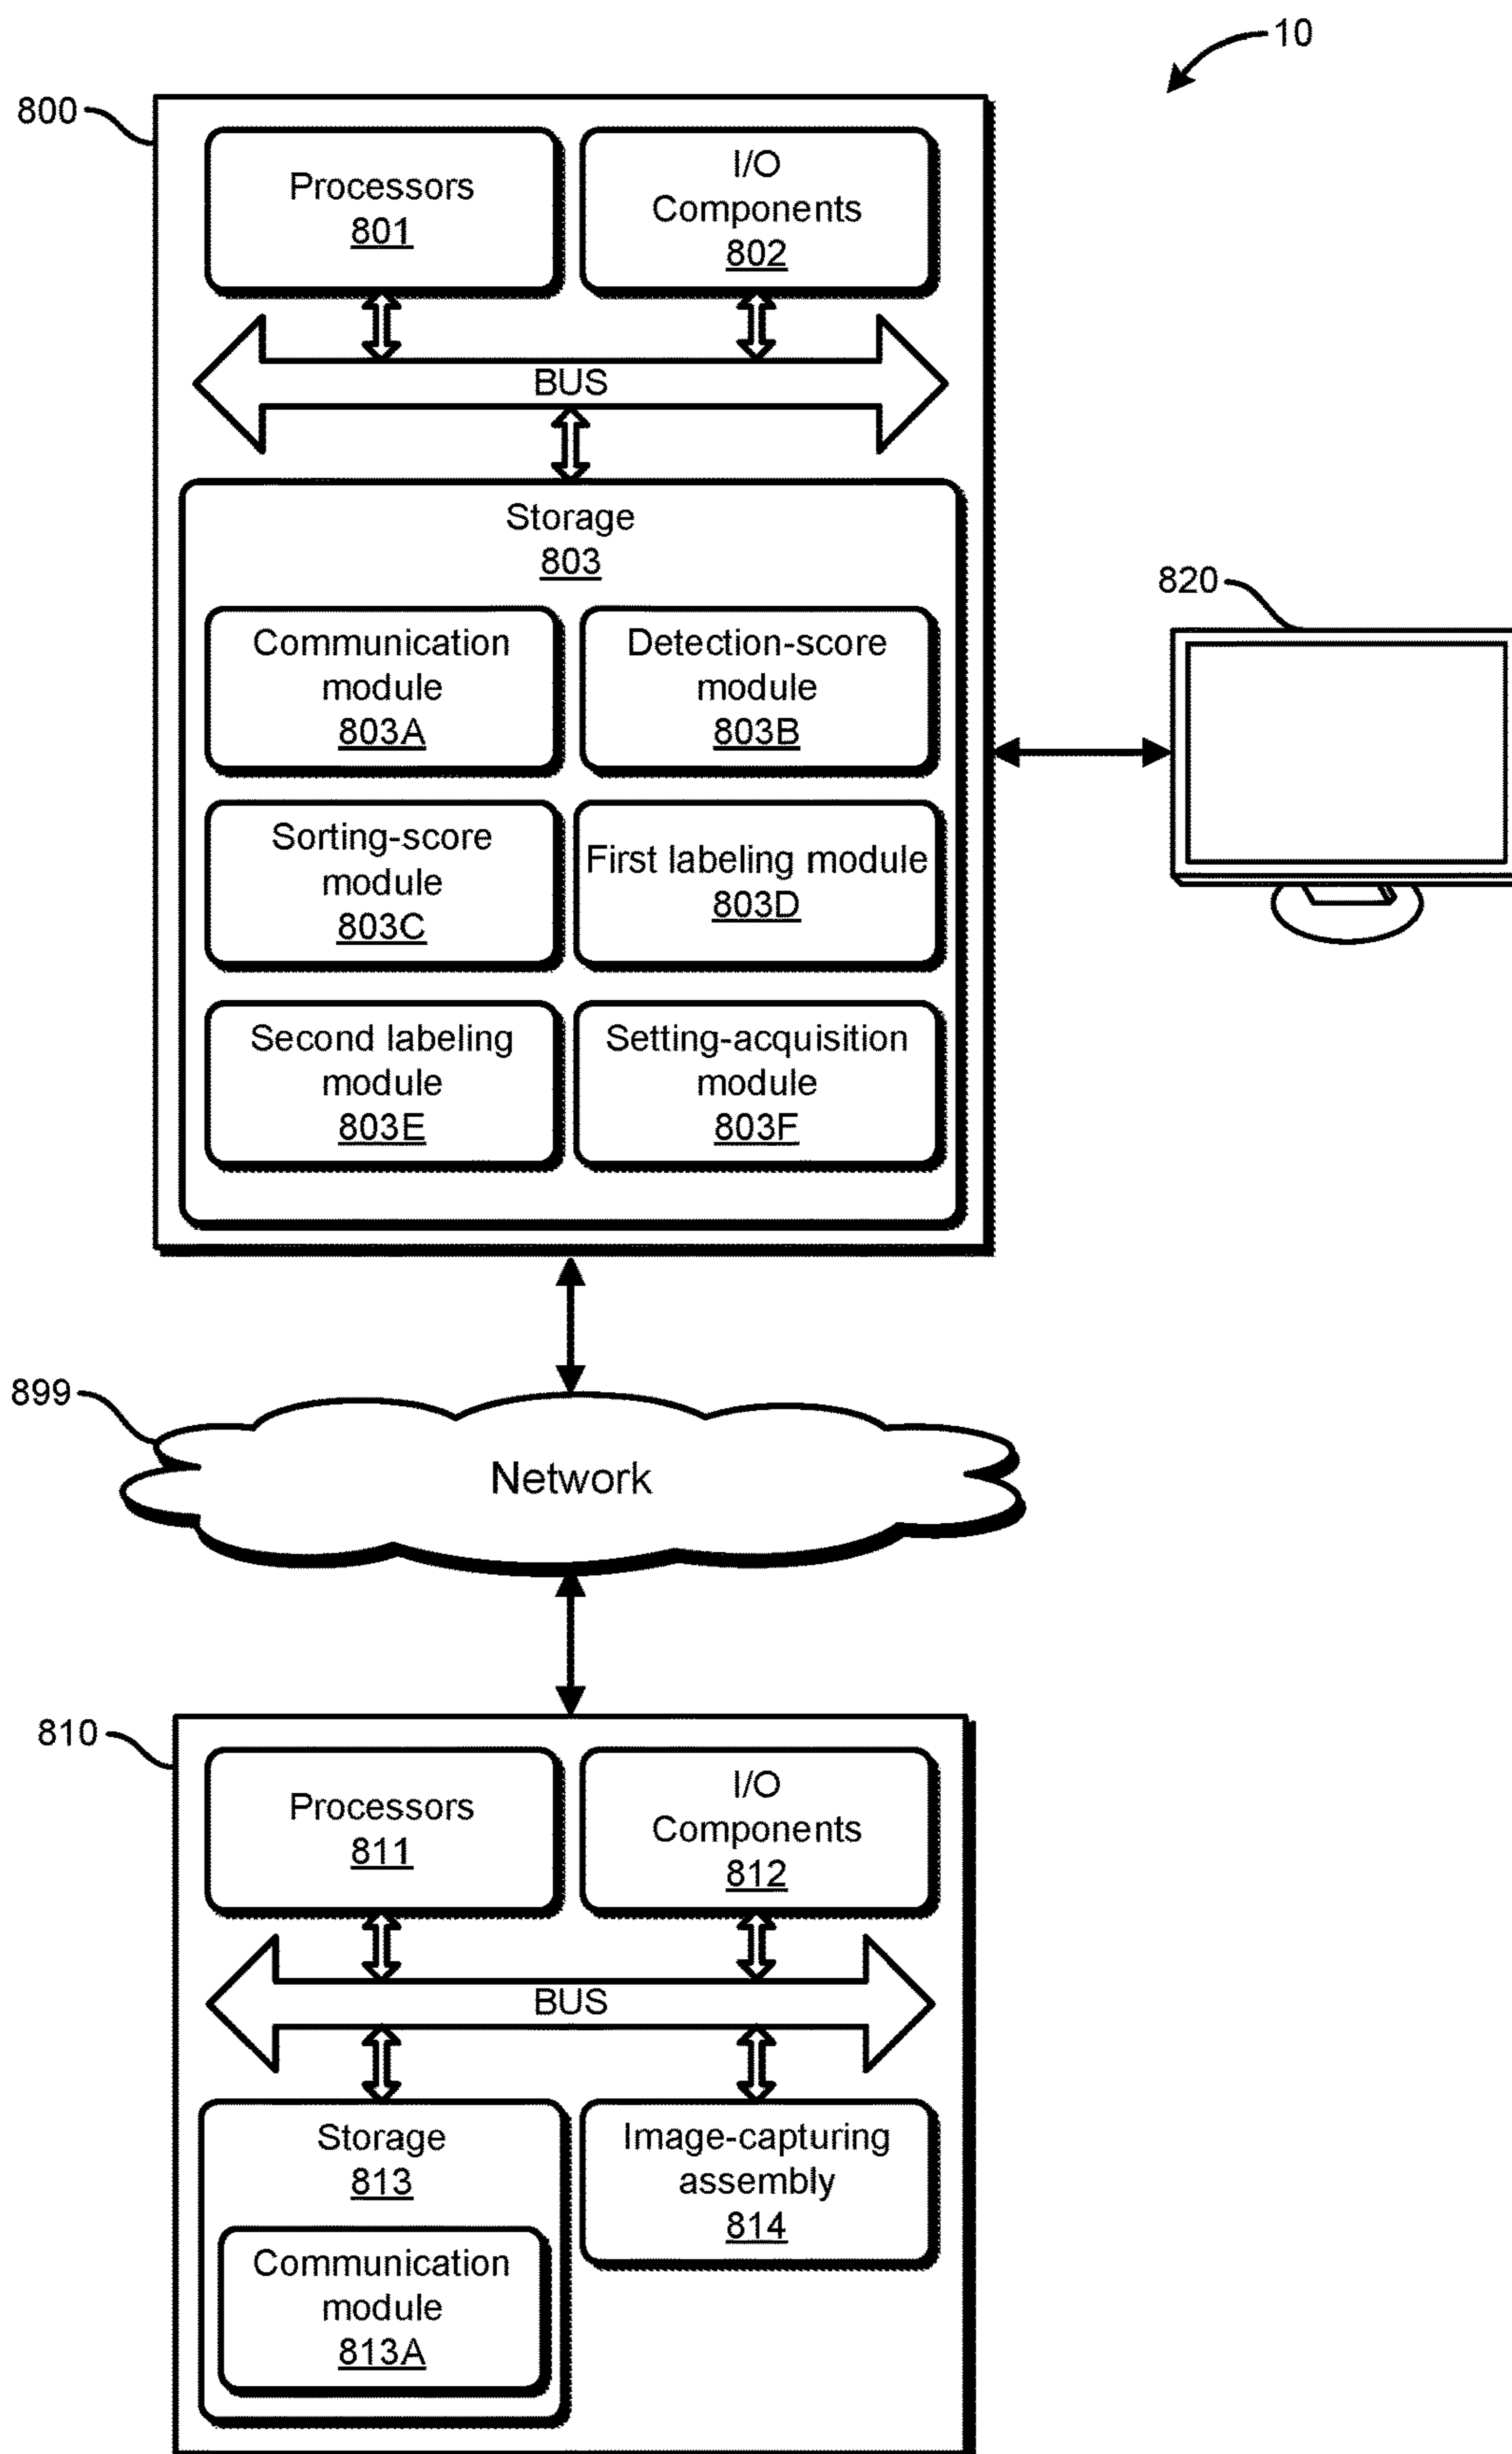 10
800
Processors
801
I/O
Components
802
BUS
Storage
803
Communication
module
803A
Detection-score
module
803B
Sorting-score
module
803C
First labeling module
803D
Second labeling
module
803E
Setting-acquisition
module
803F
820
899
Network
810
Processors
811
I/O
Components
812
BUS
Storage
813
Communication
module
813A
Image-capturing
assembly
814